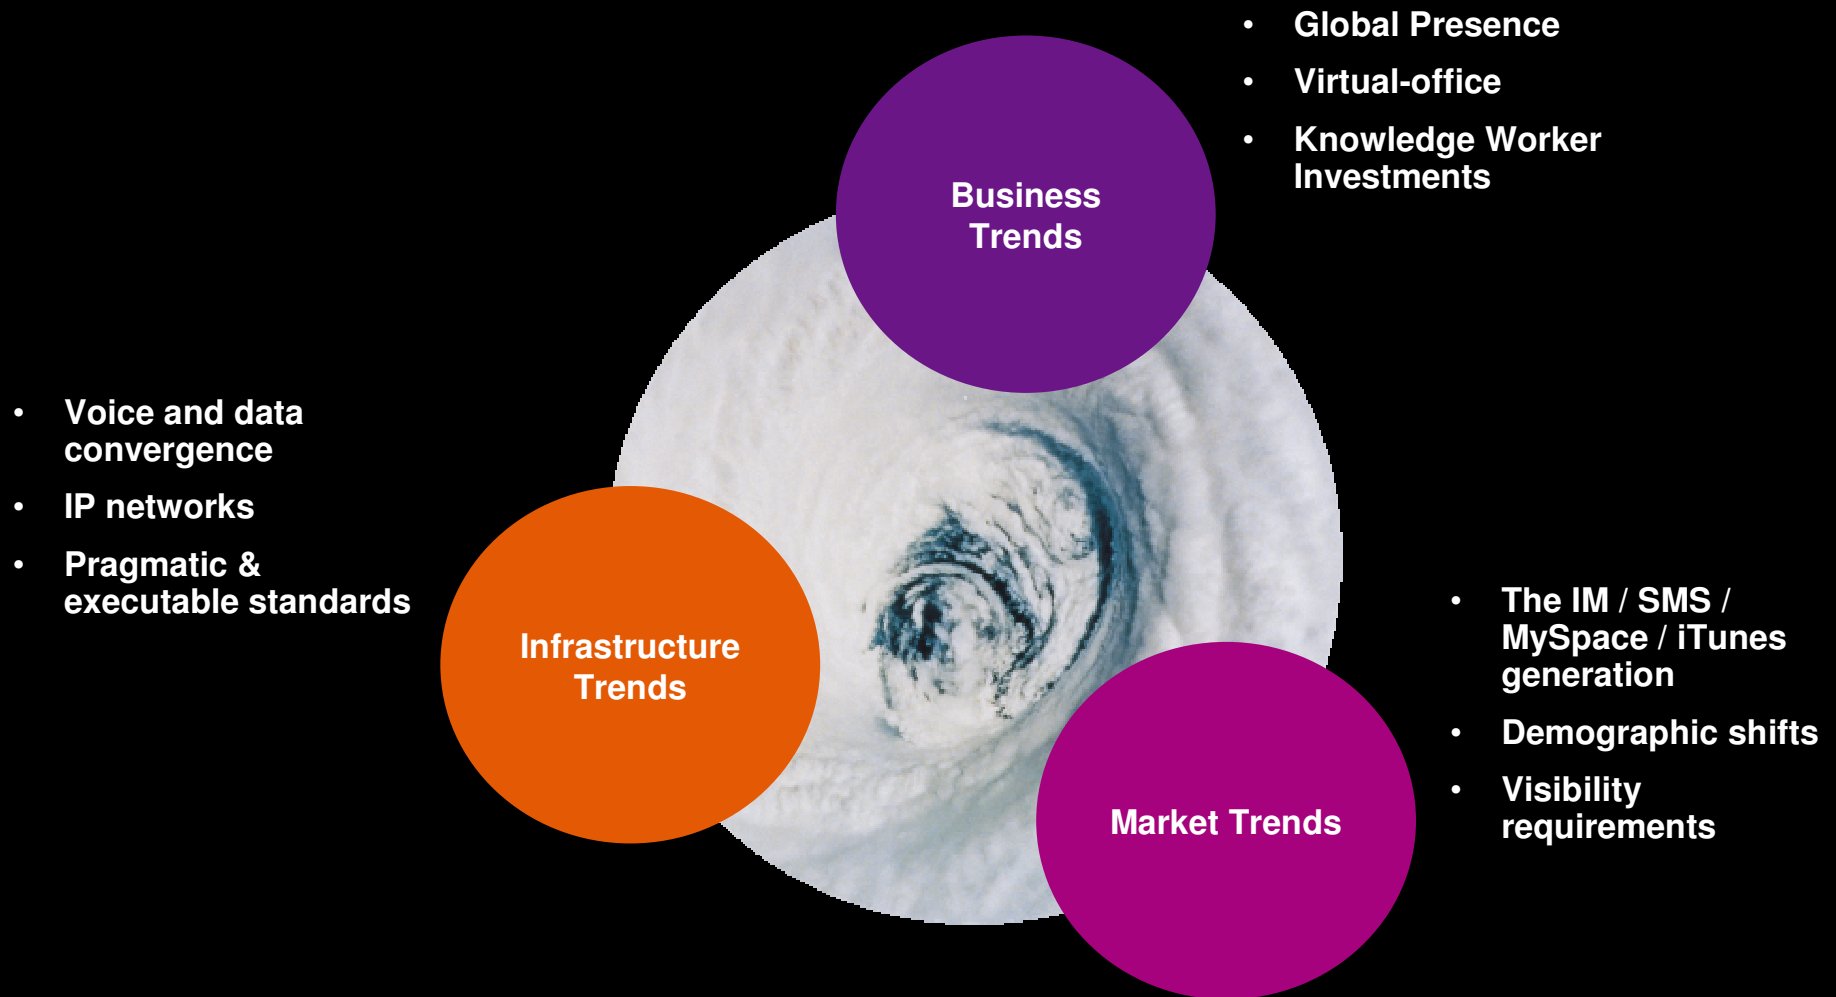 • Global Presence
• Virtual-office
• Knowledge Worker
Investments
Business
Trends
• Voice and data
convergence
• IP networks
• Pragmatic &
executable standards
Infrastructure
Trends
• The IM / SMS /
MySpace / iTunes
generation
• Demographic shifts
• Visibility
requirements
Market Trends